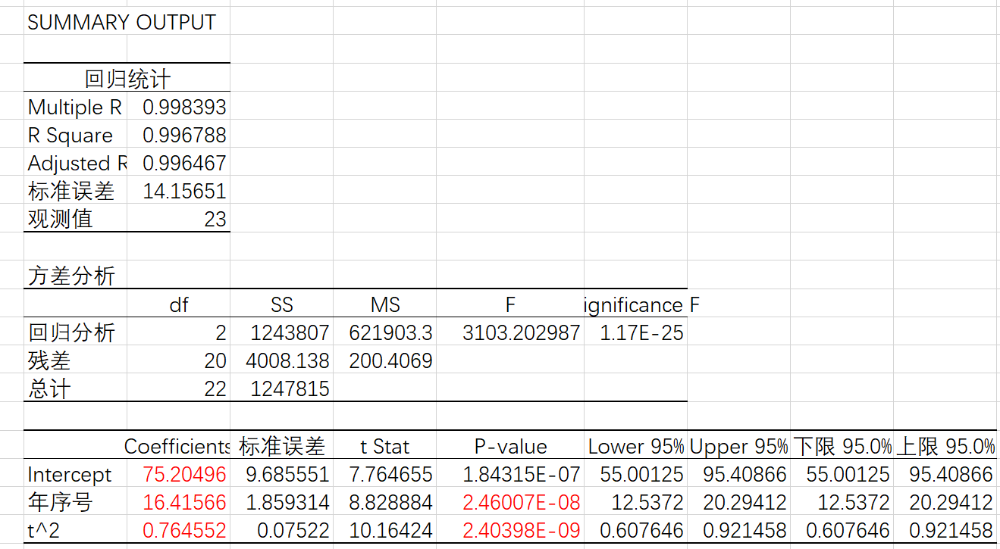 SUMMARY OUTPUT
回归统计
Multiple R 0.998393
R Square 0.996788
Adjusted R 0.996467
标准误差 14.15651
观测值 23
方差分析
df SS MS F ignificance F
回归分析 2 1243807 621903.3 3103.202987 1.17E-25
残差 20 4008.138 200.4069
总计 22 1247815
Coefficients 标准误差 t Stat P-value Lower 95% Upper 95% 下限 95.0% 上限 95.0%
Intercept 75.20496 9.685551 7.764655 1.84315E-07 55.00125 95.40866 55.00125 95.40866
年序号 16.41566 1.859314 8.828884 2.46007E-08 12.5372 20.29412 12.5372 20.29412
t^2 0.764552 0.07522 10.16424 2.40398E-09 0.607646 0.921458 0.607646 0.921458